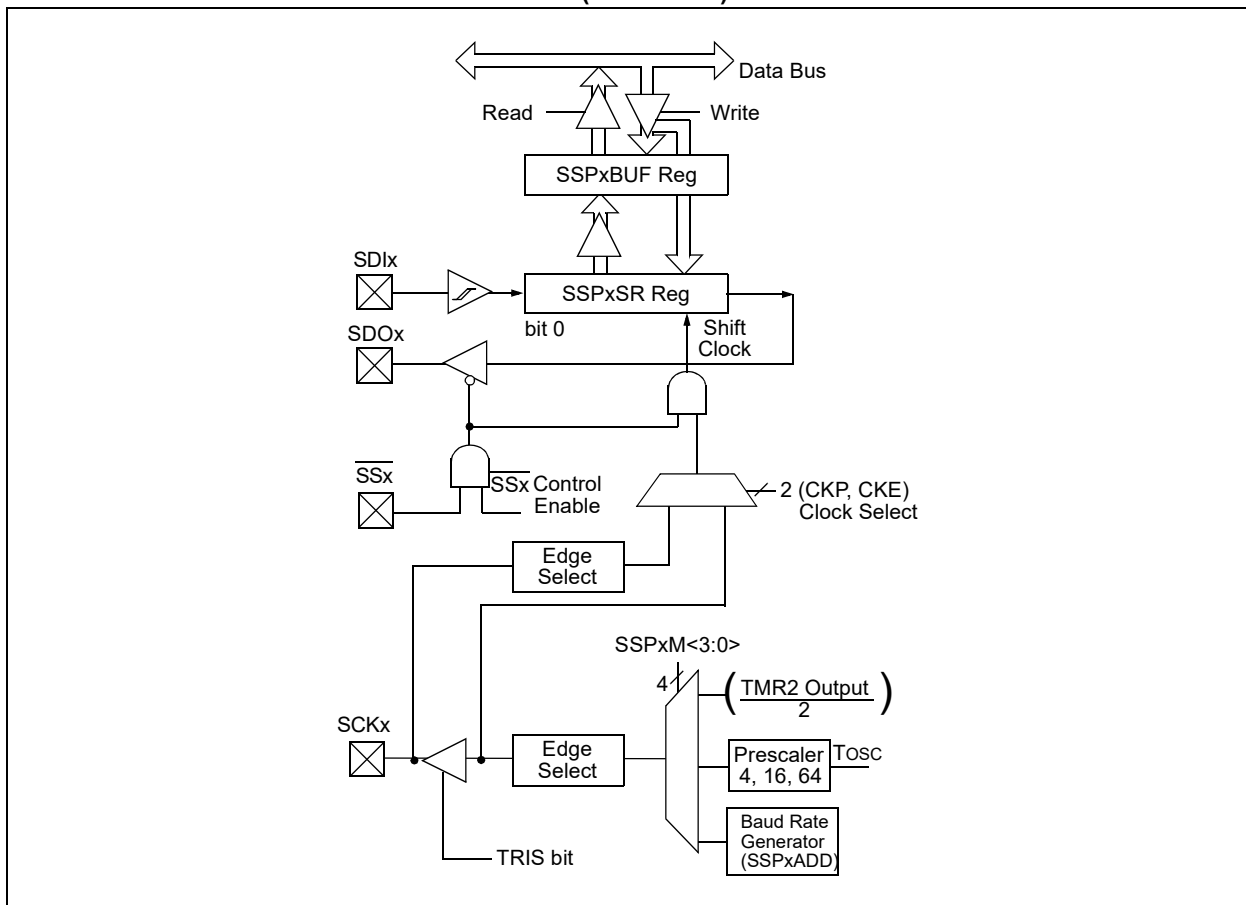 Data Bus
Read
Write
SSPxBUF Reg
SDIx
SSPxSR Reg
bit 0
Shift
Clock
SDOx
SSx
SSx Control
Enable
2 (CKP, CKE)
Clock Select
Edge
Select
SSPxM<3:0>
4
(TMR2 Output)
2
SCKx
Edge
Select
Prescaler
4, 16, 64
TOSC
Baud Rate
Generator
(SSPxADD)
TRIS bit